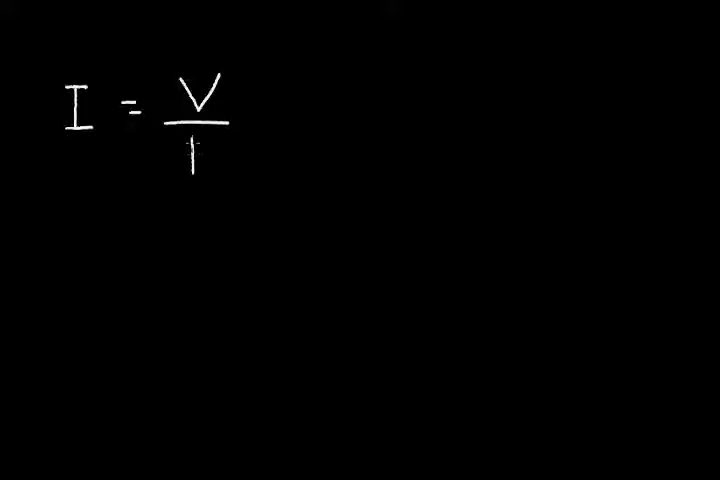 I = V